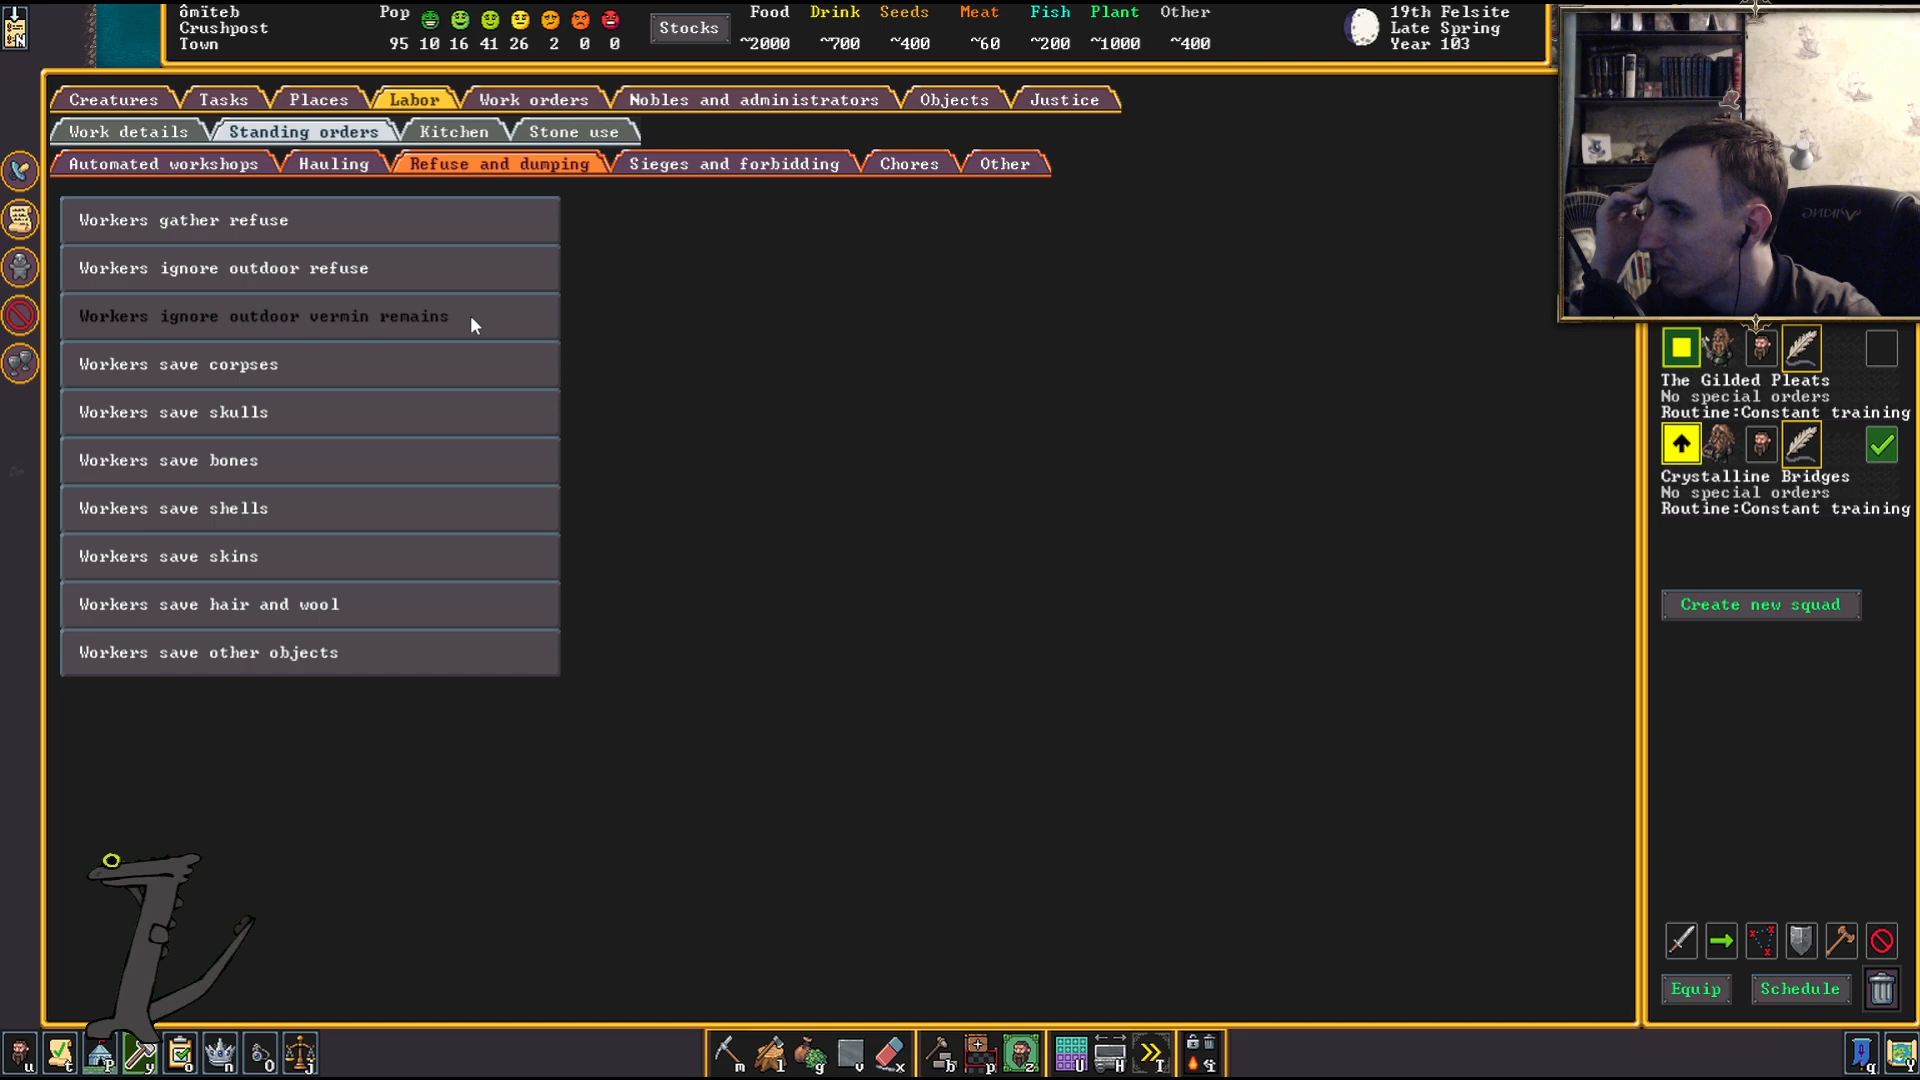 ômîteb
Crushpost
Town
Pop
95 10 16 41 26 2 0 0
Stocks
Food Drink Seeds Meat Fish Plant Other
~2000 ~700 ~400 ~60 ~200 ~1000 ~400
19th Felsite
Late Spring
Year 103
Creatures Tasks Places Labor Work orders Nobles and administrators Objects Justice
Work details Standing orders Kitchen Stone use
Automated workshops Hauling Refuse and dumping Sieges and forbidding Chores Other
Workers gather refuse
Workers ignore outdoor refuse
Workers ignore outdoor vermin remains
Workers save corpses
Workers save skulls
Workers save bones
Workers save shells
Workers save skins
Workers save hair and wool
Workers save other objects
VIKING
The Gilded Pleats
No special orders
Routine:Constant training
Crystalline Bridges
No special orders
Routine:Constant training
Create new squad
Equip Schedule
u t P y o n O j m l g v x b p z U H T i q Y